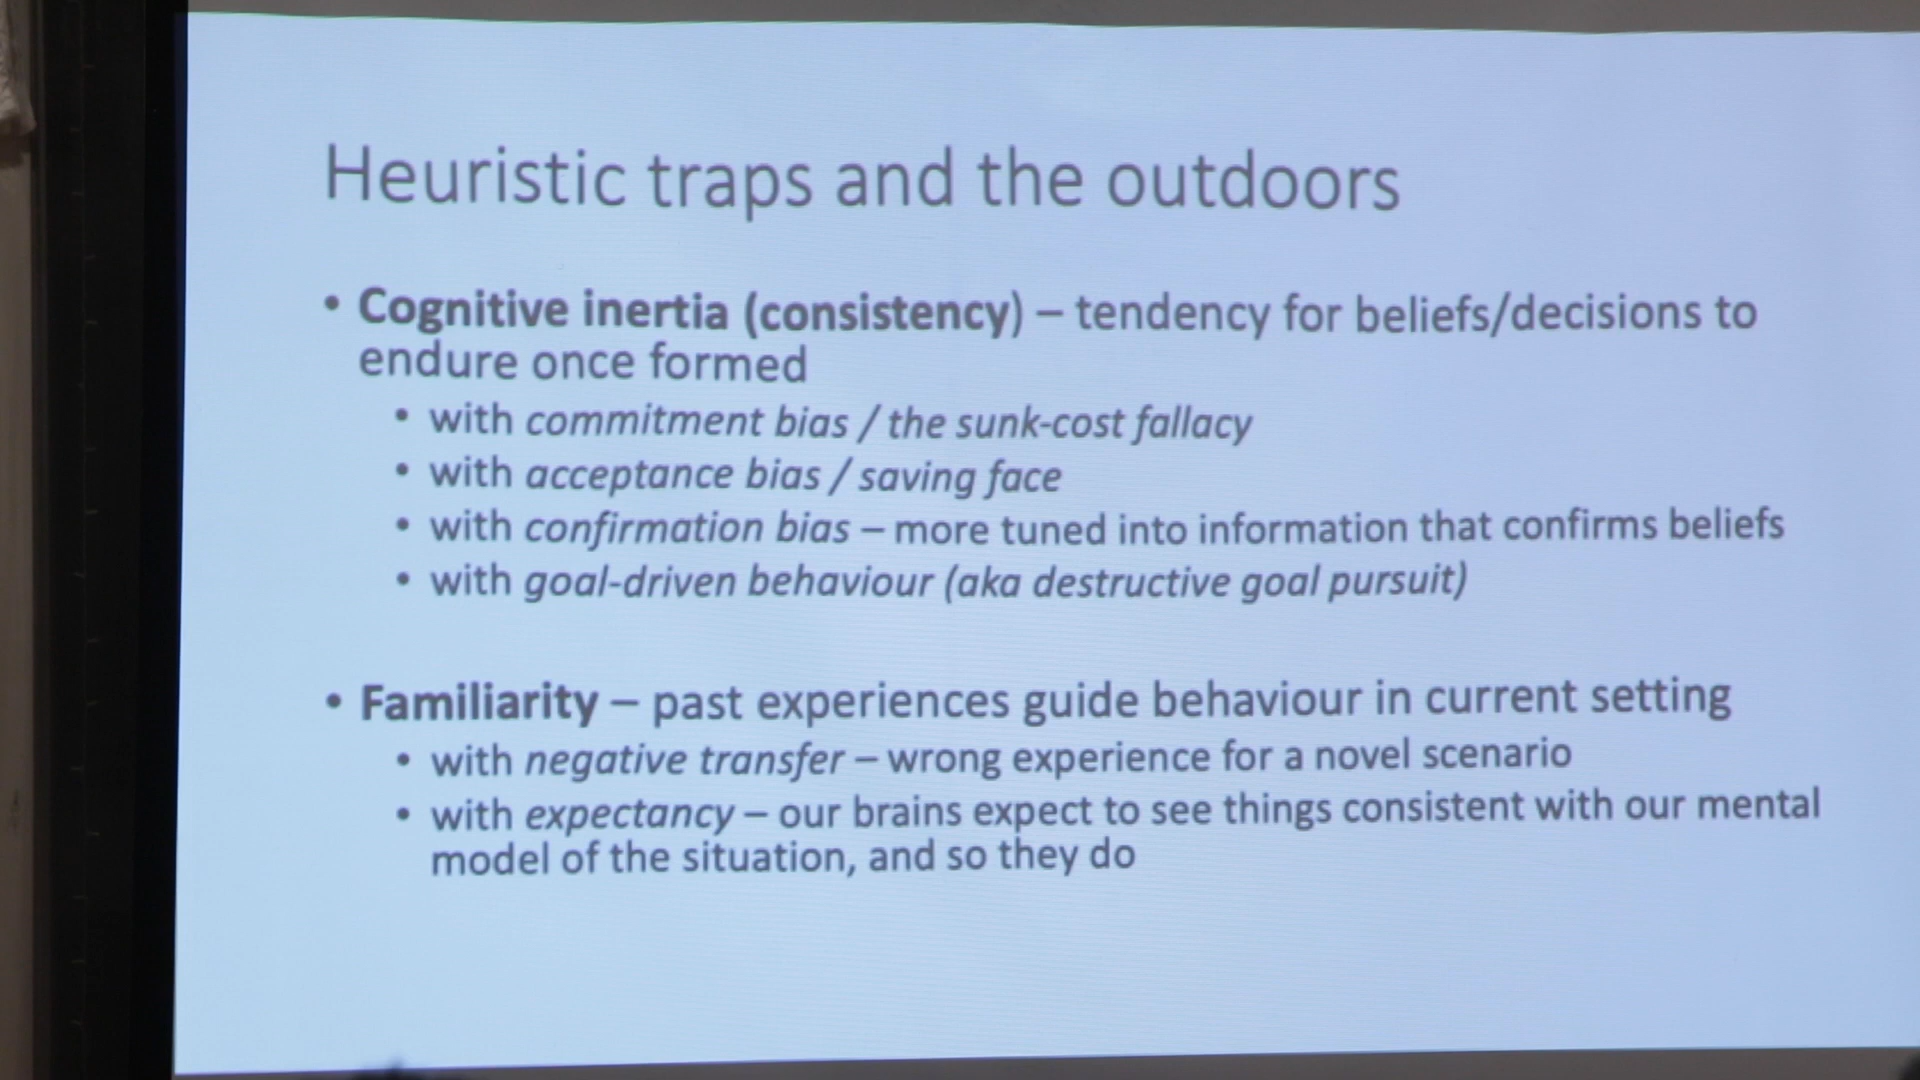 Heuristic traps and the outdoors
• Cognitive inertia (consistency) – tendency for beliefs/decisions to
endure once formed
• with commitment bias / the sunk-cost fallacy
• with acceptance bias / saving face
• with confirmation bias – more tuned into information that confirms beliefs
• with goal-driven behaviour (aka destructive goal pursuit)
• Familiarity – past experiences guide behaviour in current setting
• with negative transfer – wrong experience for a novel scenario
• with expectancy – our brains expect to see things consistent with our mental
model of the situation, and so they do